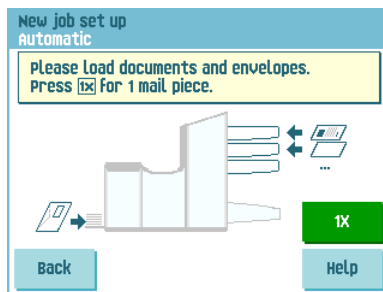 New job set up
Automatic
Please load documents and envelopes.
Press 1x for 1 mail piece.
...
1X
Back
Help